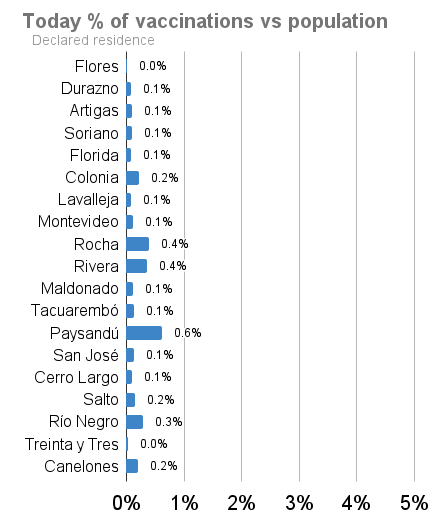 Today % of vaccinations vs population
Declared residence
Flores 0.0%
Durazno 0.1%
Artigas 0.1%
Soriano 0.1%
Florida 0.1%
Colonia 0.2%
Lavalleja 0.1%
Montevideo 0.1%
Rocha 0.4%
Rivera 0.4%
Maldonado 0.1%
Tacuarembó 0.1%
Paysandú 0.6%
San José 0.1%
Cerro Largo 0.1%
Salto 0.2%
Río Negro 0.3%
Treinta y Tres 0.0%
Canelones 0.2%
0% 1% 2% 3% 4% 5%